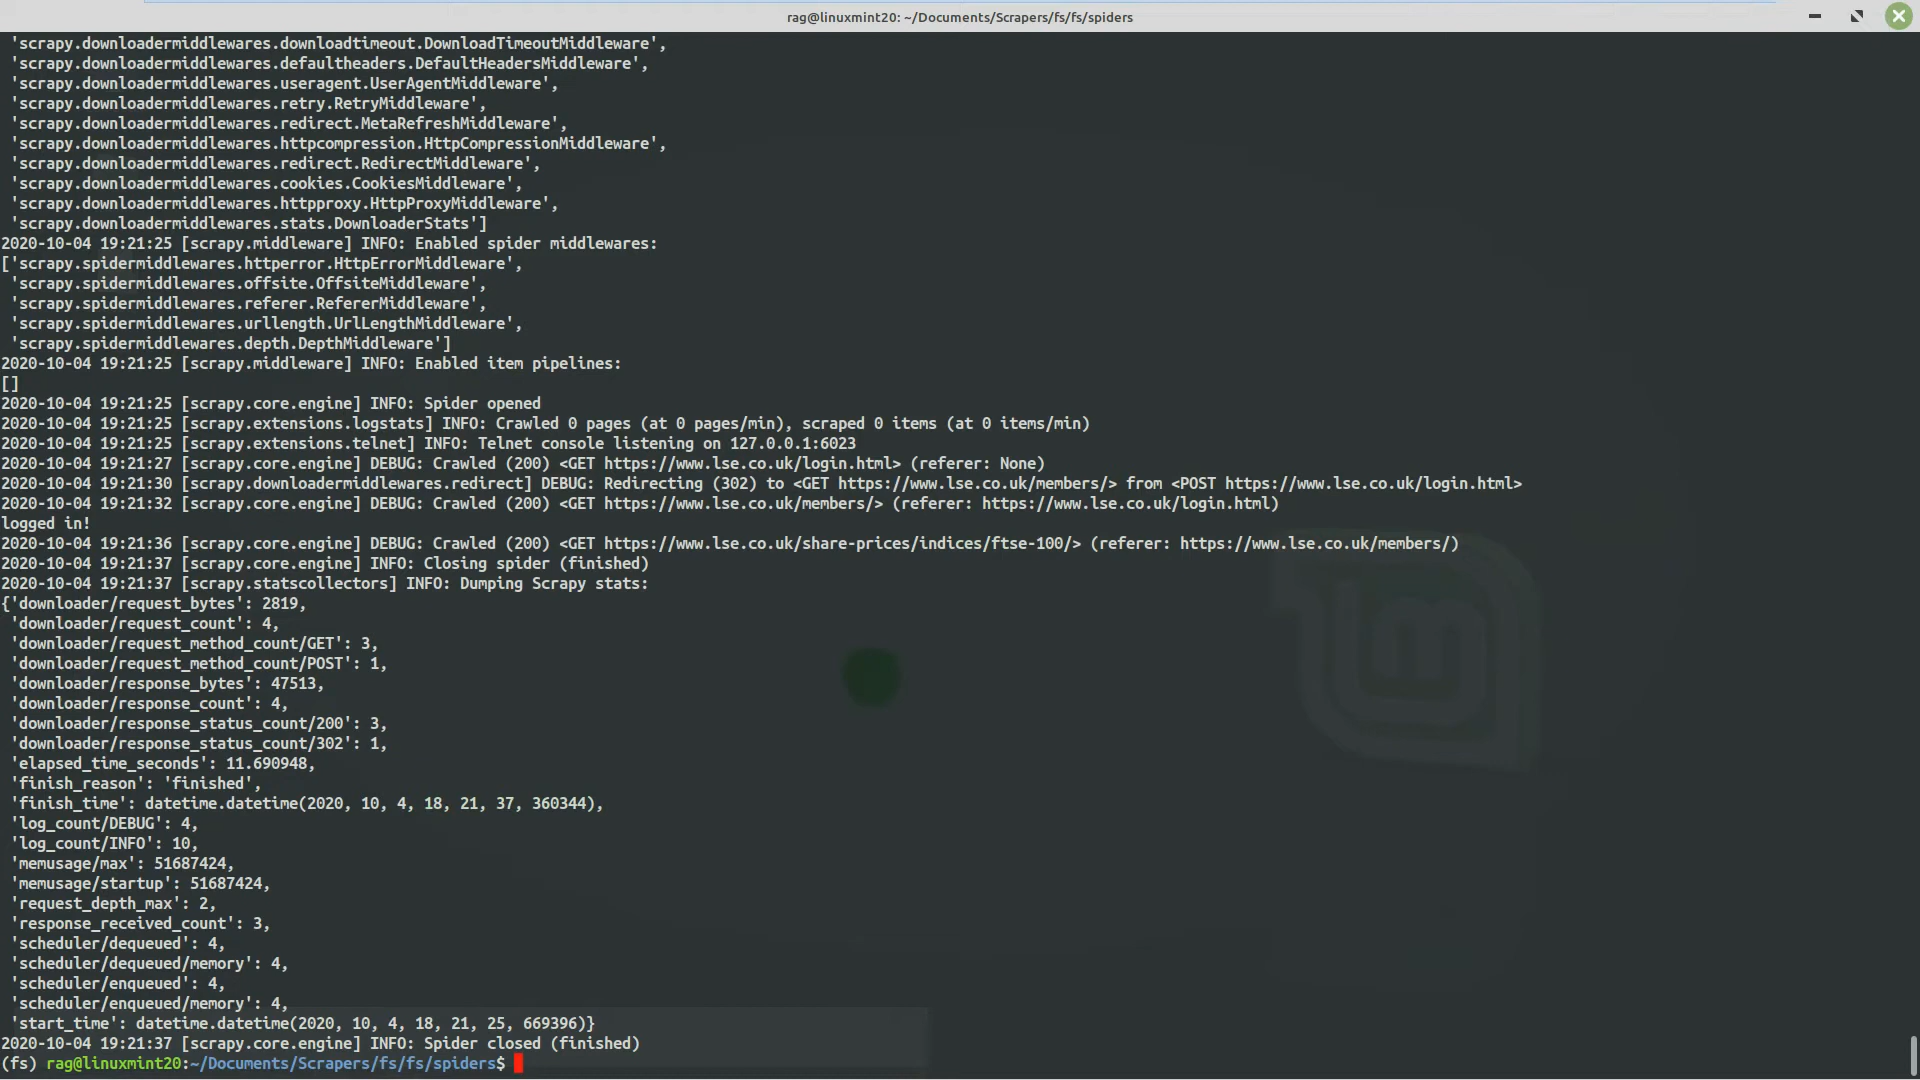 rag@linuxmint20: ~/Documents/Scrapers/fs/fs/spiders
 'scrapy.downloadermiddlewares.downloadtimeout.DownloadTimeoutMiddleware',
 'scrapy.downloadermiddlewares.defaultheaders.DefaultHeadersMiddleware',
 'scrapy.downloadermiddlewares.useragent.UserAgentMiddleware',
 'scrapy.downloadermiddlewares.retry.RetryMiddleware',
 'scrapy.downloadermiddlewares.redirect.MetaRefreshMiddleware',
 'scrapy.downloadermiddlewares.httpcompression.HttpCompressionMiddleware',
 'scrapy.downloadermiddlewares.redirect.RedirectMiddleware',
 'scrapy.downloadermiddlewares.cookies.CookiesMiddleware',
 'scrapy.downloadermiddlewares.httpproxy.HttpProxyMiddleware',
 'scrapy.downloadermiddlewares.stats.DownloaderStats']
2020-10-04 19:21:25 [scrapy.middleware] INFO: Enabled spider middlewares:
['scrapy.spidermiddlewares.httperror.HttpErrorMiddleware',
 'scrapy.spidermiddlewares.offsite.OffsiteMiddleware',
 'scrapy.spidermiddlewares.referer.RefererMiddleware',
 'scrapy.spidermiddlewares.urllength.UrlLengthMiddleware',
 'scrapy.spidermiddlewares.depth.DepthMiddleware']
2020-10-04 19:21:25 [scrapy.middleware] INFO: Enabled item pipelines:
[]
2020-10-04 19:21:25 [scrapy.core.engine] INFO: Spider opened
2020-10-04 19:21:25 [scrapy.extensions.logstats] INFO: Crawled 0 pages (at 0 pages/min), scraped 0 items (at 0 items/min)
2020-10-04 19:21:25 [scrapy.extensions.telnet] INFO: Telnet console listening on 127.0.0.1:6023
2020-10-04 19:21:27 [scrapy.core.engine] DEBUG: Crawled (200) <GET https://www.lse.co.uk/login.html> (referer: None)
2020-10-04 19:21:30 [scrapy.downloadermiddlewares.redirect] DEBUG: Redirecting (302) to <GET https://www.lse.co.uk/members/> from <POST https://www.lse.co.uk/login.html>
2020-10-04 19:21:32 [scrapy.core.engine] DEBUG: Crawled (200) <GET https://www.lse.co.uk/members/> (referer: https://www.lse.co.uk/login.html)
logged in!
2020-10-04 19:21:36 [scrapy.core.engine] DEBUG: Crawled (200) <GET https://www.lse.co.uk/share-prices/indices/ftse-100/> (referer: https://www.lse.co.uk/members/)
2020-10-04 19:21:37 [scrapy.core.engine] INFO: Closing spider (finished)
2020-10-04 19:21:37 [scrapy.statscollectors] INFO: Dumping Scrapy stats:
{'downloader/request_bytes': 2819,
 'downloader/request_count': 4,
 'downloader/request_method_count/GET': 3,
 'downloader/request_method_count/POST': 1,
 'downloader/response_bytes': 47513,
 'downloader/response_count': 4,
 'downloader/response_status_count/200': 3,
 'downloader/response_status_count/302': 1,
 'elapsed_time_seconds': 11.690948,
 'finish_reason': 'finished',
 'finish_time': datetime.datetime(2020, 10, 4, 18, 21, 37, 360344),
 'log_count/DEBUG': 4,
 'log_count/INFO': 10,
 'memusage/max': 51687424,
 'memusage/startup': 51687424,
 'request_depth_max': 2,
 'response_received_count': 3,
 'scheduler/dequeued': 4,
 'scheduler/dequeued/memory': 4,
 'scheduler/enqueued': 4,
 'scheduler/enqueued/memory': 4,
 'start_time': datetime.datetime(2020, 10, 4, 18, 21, 25, 669396)}
2020-10-04 19:21:37 [scrapy.core.engine] INFO: Spider closed (finished)
(fs) rag@linuxmint20:~/Documents/Scrapers/fs/fs/spiders$